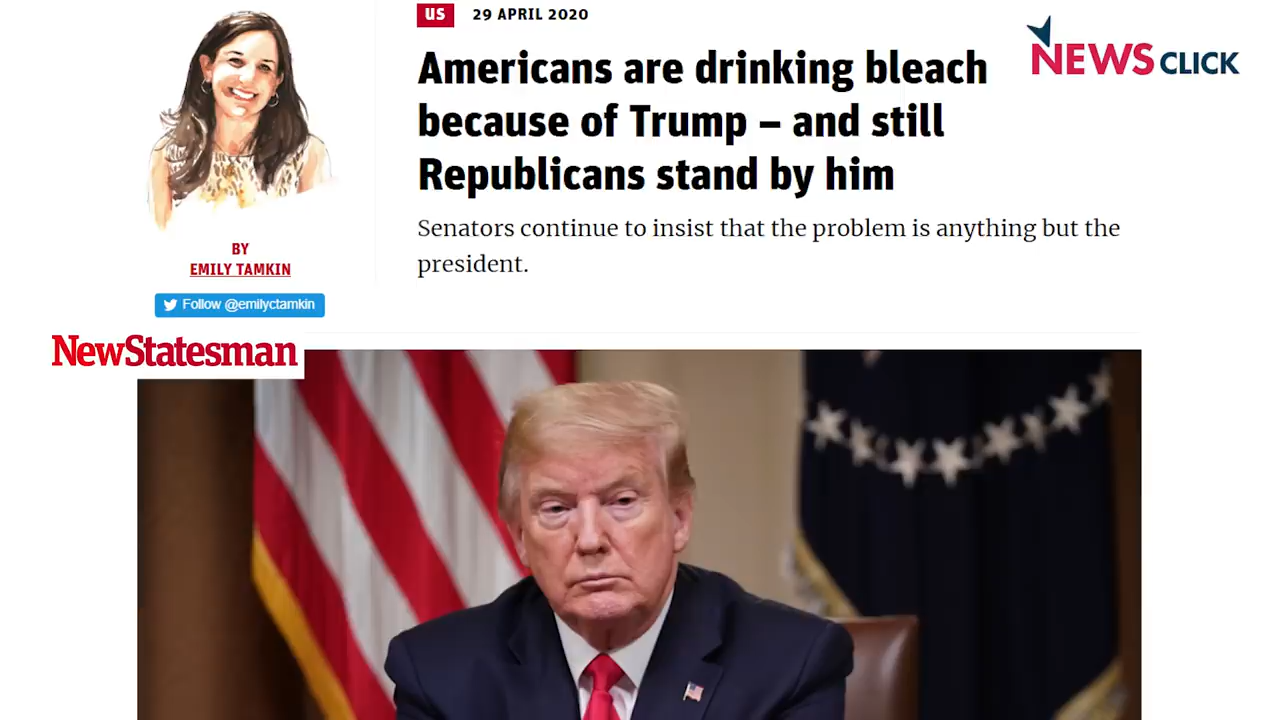 US 29 APRIL 2020
NEWS CLICK
Americans are drinking bleach
because of Trump – and still
Republicans stand by him
Senators continue to insist that the problem is anything but the
president.
BY
EMILY TAMKIN
Follow @emilyctamkin
NewStatesman